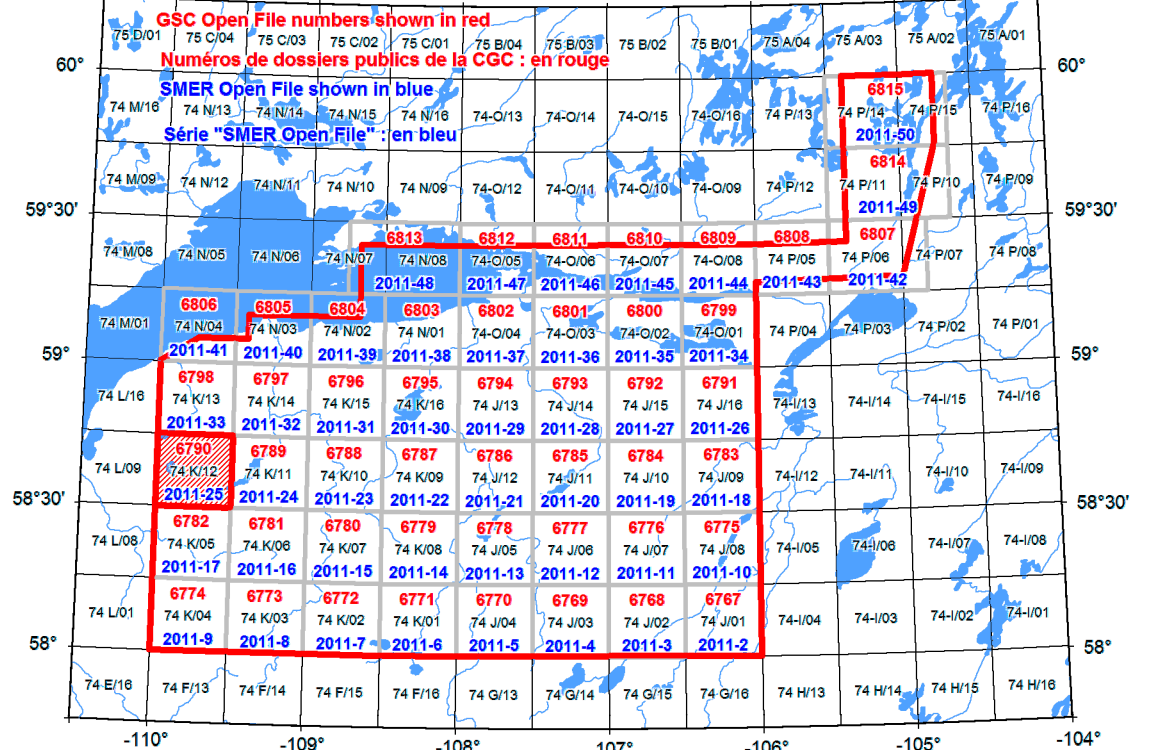 GSC Open File numbers shown in red
75 D/01 75 C/04 75 C/03 75 C/02 75 C/01 75 B/04 75 B/03 75 B/02 75 B/01 75 A/04 75 A/03 75 A/02 75 A/01
Numéros de dossiers publics de la CGC : en rouge
60° 60°
SMER Open File shown in blue
6815
74 M/16 74 N/13 74 N/14 74 N/15 74 N/16 74-O/13 74-O/14 74-O/15 74-O/16 74 P/13 74 P/14 74 P/15 74 P/16
Série "SMER Open File" : en bleu
2011-50
6814
74 M/09 74 N/12 74 N/11 74 N/10 74 N/09 74-O/12 74-O/11 74-O/10 74-O/09 74 P/12 74 P/11 74 P/10 74 P/09
2011-49
59°30' 59°30'
6813 6812 6811 6810 6809 6808 6807
74 M/08 74 N/05 74 N/06 74 N/07 74 N/08 74-O/05 74-O/06 74-O/07 74-O/08 74 P/05 74 P/06 74 P/07 74 P/08
2011-48 2011-47 2011-46 2011-45 2011-44 2011-43 2011-42
6806 6805 6804 6803 6802 6801 6800 6799
74 M/01 74 N/04 74 N/03 74 N/02 74 N/01 74-O/04 74-O/03 74-O/02 74-O/01 74 P/04 74 P/03 74 P/02 74 P/01
2011-41 2011-40 2011-39 2011-38 2011-37 2011-36 2011-35 2011-34
59° 59°
6798 6797 6796 6795 6794 6793 6792 6791
74 L/16 74 K/13 74 K/14 74 K/15 74 K/16 74 J/13 74 J/14 74 J/15 74 J/16 74-I/13 74-I/14 74-I/15 74-I/16
2011-33 2011-32 2011-31 2011-30 2011-29 2011-28 2011-27 2011-26
6790 6789 6788 6787 6786 6785 6784 6783
74 L/09 74 K/12 74 K/11 74 K/10 74 K/09 74 J/12 74 J/11 74 J/10 74 J/09 74-I/12 74-I/11 74-I/10 74-I/09
2011-25 2011-24 2011-23 2011-22 2011-21 2011-20 2011-19 2011-18
58°30' 58°30'
6782 6781 6780 6779 6778 6777 6776 6775
74 L/08 74 K/05 74 K/06 74 K/07 74 K/08 74 J/05 74 J/06 74 J/07 74 J/08 74-I/05 74-I/06 74-I/07 74-I/08
2011-17 2011-16 2011-15 2011-14 2011-13 2011-12 2011-11 2011-10
6774 6773 6772 6771 6770 6769 6768 6767
74 L/01 74 K/04 74 K/03 74 K/02 74 K/01 74 J/04 74 J/03 74 J/02 74 J/01 74-I/04 74-I/03 74-I/02 74-I/01
2011-9 2011-8 2011-7 2011-6 2011-5 2011-4 2011-3 2011-2
58° 58°
74 E/16 74 F/13 74 F/14 74 F/15 74 F/16 74 G/13 74 G/14 74 G/15 74 G/16 74 H/13 74 H/14 74 H/15 74 H/16
-110° -109° -108° -107° -106° -105° -104°